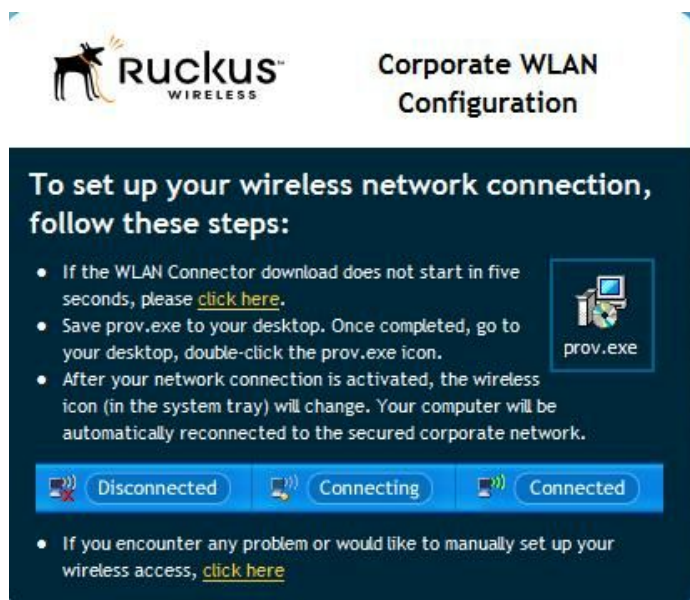 RUCKUS™
WIRELESS
Corporate WLAN
Configuration
To set up your wireless network connection,
follow these steps:
• If the WLAN Connector download does not start in five
seconds, please click here.
• Save prov.exe to your desktop. Once completed, go to
your desktop, double-click the prov.exe icon.
prov.exe
• After your network connection is activated, the wireless
icon (in the system tray) will change. Your computer will be
automatically reconnected to the secured corporate network.
Disconnected Connecting Connected
• If you encounter any problem or would like to manually set up your
wireless access, click here